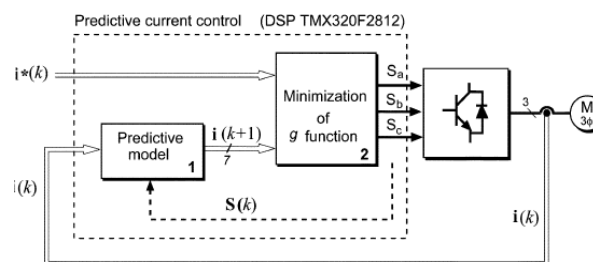 Predictive current control (DSP TMX320F2812)
i*(k)
Sa
Sb
Sc
Minimization
of
g function
2
Predictive
model
1
i (k+1)
7
S(k)
3
M
3ϕ
i(k)
i(k)